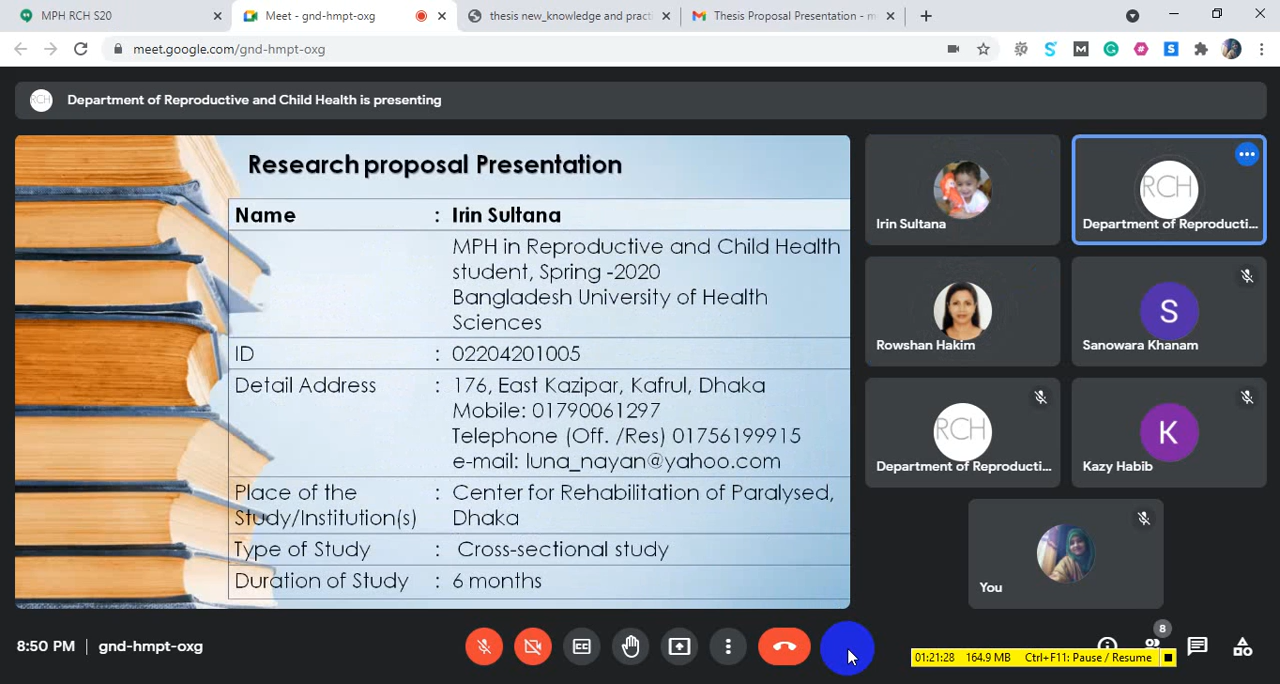 MPH RCH S20
Meet - gnd-hmpt-oxg
thesis new_knowledge and pract
Thesis Proposal Presentation - m
meet.google.com/gnd-hmpt-oxg
RCH
Department of Reproductive and Child Health is presenting
Research proposal Presentation
Name : Irin Sultana
MPH in Reproductive and Child Health
student, Spring -2020
Bangladesh University of Health
Sciences
ID : 02204201005
Detail Address : 176, East Kazipar, Kafrul, Dhaka
Mobile: 01790061297
Telephone (Off. /Res) 01756199915
e-mail: luna_nayan@yahoo.com
Place of the : Center for Rehabilitation of Paralysed,
Study/Institution(s) Dhaka
Type of Study : Cross-sectional study
Duration of Study : 6 months
Irin Sultana
RCH
Department of Reproducti...
Rowshan Hakim
S
Sanowara Khanam
RCH
Department of Reproducti...
K
Kazy Habib
You
8:50 PM | gnd-hmpt-oxg
CC
8
01:21:28 164.9 MB Ctrl+F11: Pause / Resume